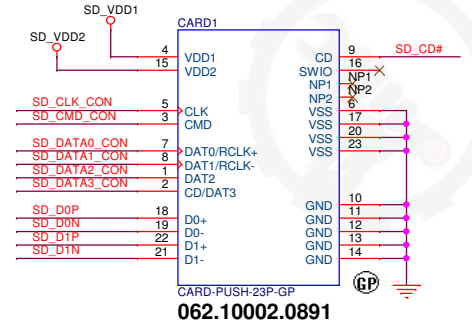 SD_VDD1
SD_VDD2
CARD1
4 VDD1
15 VDD2
CD 9 SD_CD#
SWIO 16
NP1 NP1
NP2 NP2
SD_CLK_CON 5 CLK
SD_CMD_CON 3 CMD
VSS 6
VSS 17
VSS 20
VSS 23
SD_DATA0_CON 7 DAT0/RCLK+
SD_DATA1_CON 8 DAT1/RCLK-
SD_DATA2_CON 1 DAT2
SD_DATA3_CON 2 CD/DAT3
SD_D0P 18 D0+
SD_D0N 19 D0-
SD_D1P 22 D1+
SD_D1N 21 D1-
GND 10
GND 11
GND 12
GND 13
GND 14
CARD-PUSH-23P-GP
GP
062.10002.0891